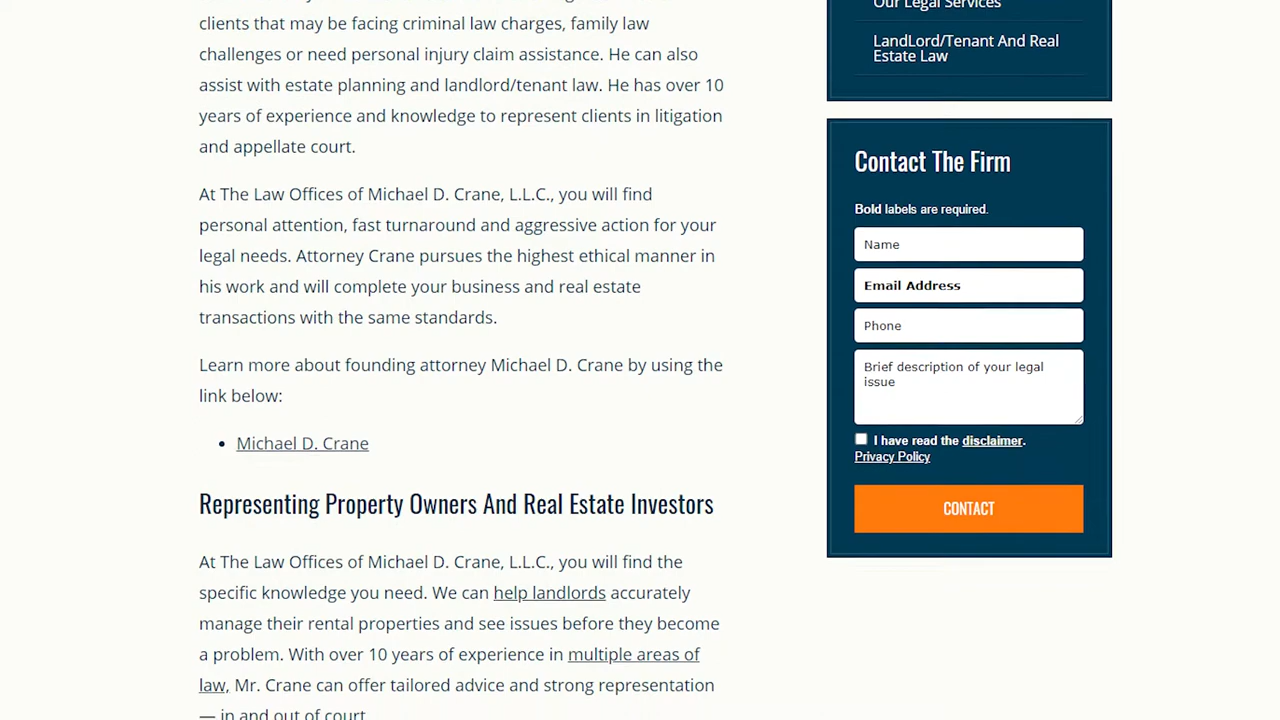 clients that may be facing criminal law charges, family law
challenges or need personal injury claim assistance. He can also
assist with estate planning and landlord/tenant law. He has over 10
years of experience and knowledge to represent clients in litigation
and appellate court.
At The Law Offices of Michael D. Crane, L.L.C., you will find
personal attention, fast turnaround and aggressive action for your
legal needs. Attorney Crane pursues the highest ethical manner in
his work and will complete your business and real estate
transactions with the same standards.
Learn more about founding attorney Michael D. Crane by using the
link below:
• Michael D. Crane
Representing Property Owners And Real Estate Investors
At The Law Offices of Michael D. Crane, L.L.C., you will find the
specific knowledge you need. We can help landlords accurately
manage their rental properties and see issues before they become
a problem. With over 10 years of experience in multiple areas of
law, Mr. Crane can offer tailored advice and strong representation
— in and out of court.
Our Legal Services
LandLord/Tenant And Real
Estate Law
Contact The Firm
Bold labels are required.
Name
Email Address
Phone
Brief description of your legal
issue
I have read the disclaimer.
Privacy Policy
CONTACT